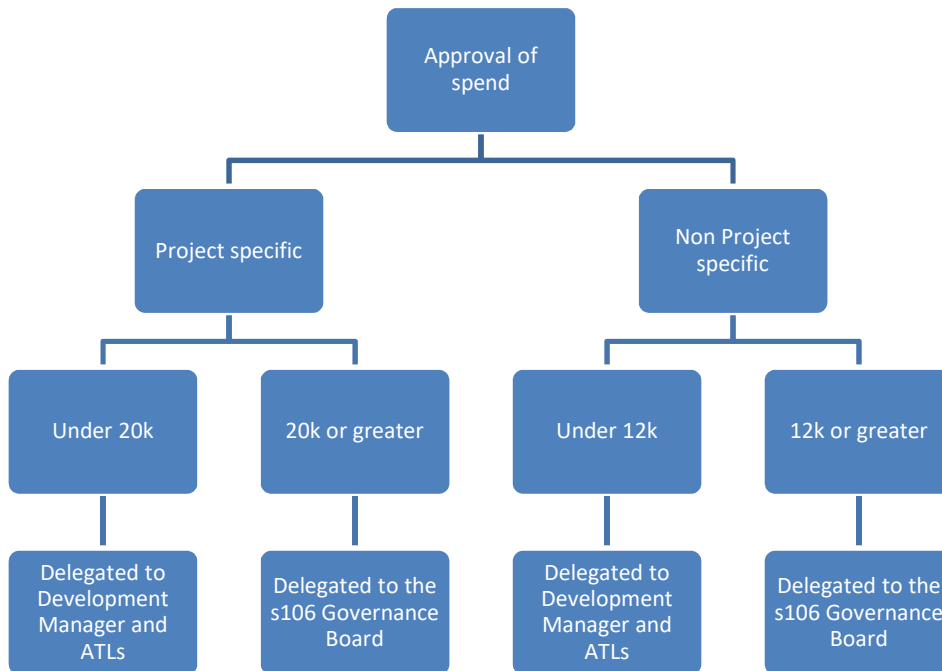 Approval of
spend
Project specific
Non Project
specific
Under 20k
20k or greater
Under 12k
12k or greater
Delegated to
Development
Manager and
ATLs
Delegated to the
s106 Governance
Board
Delegated to
Development
Manager and
ATLs
Delegated to the
s106 Governance
Board